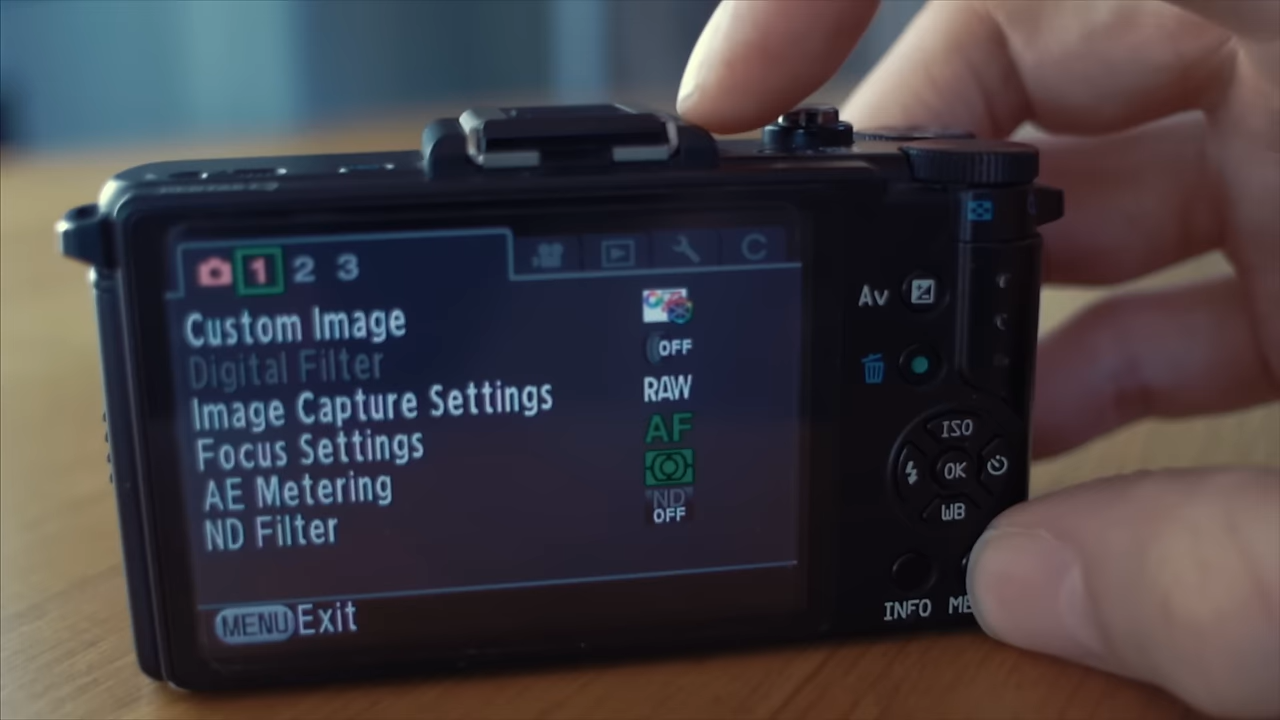 1 2 3 C
Custom Image
Digital Filter OFF
Image Capture Settings RAW
Focus Settings AF
AE Metering
ND Filter ND OFF
MENU Exit
Av
ISO
OK
WB
INFO